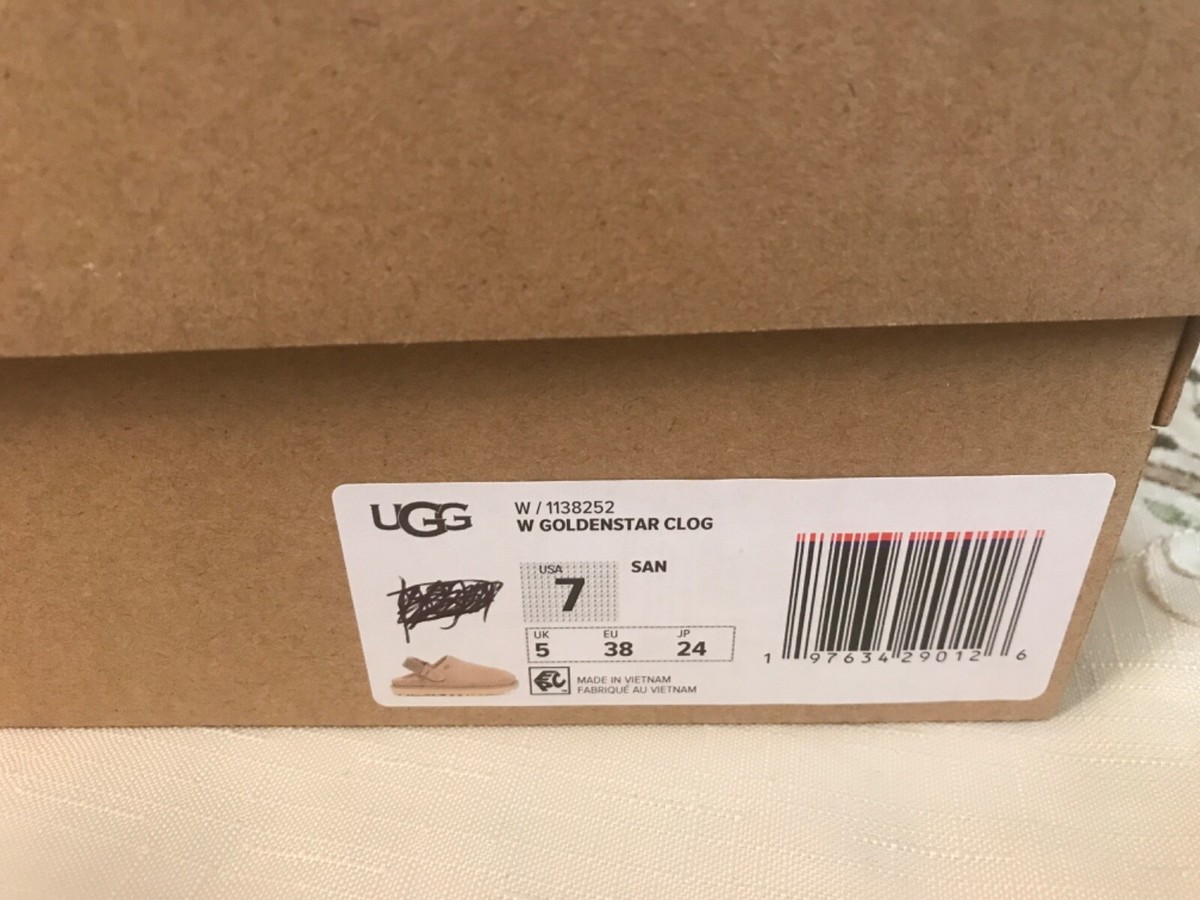 UGG
W / 1138252
W GOLDENSTAR CLOG
USA
7
SAN
UK EU JP
5 38 24
MADE IN VIETNAM
FABRIQUÉ AU VIETNAM
1 97634 29012 6